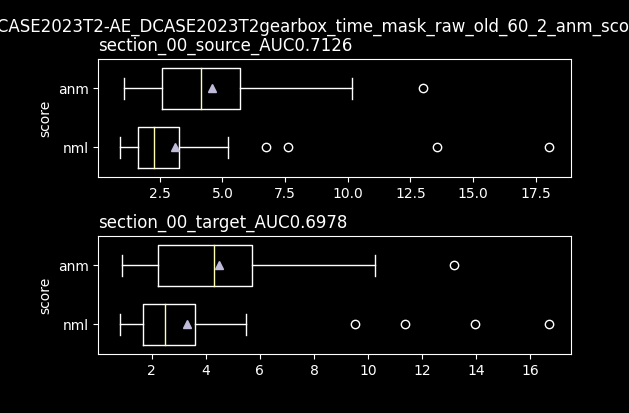 CASE2023T2-AE_DCASE2023T2gearbox_time_mask_raw_old_60_2_anm_sco
section_00_source_AUC0.7126
anm
nml
score
2.5 5.0 7.5 10.0 12.5 15.0 17.5
section_00_target_AUC0.6978
anm
nml
score
2 4 6 8 10 12 14 16